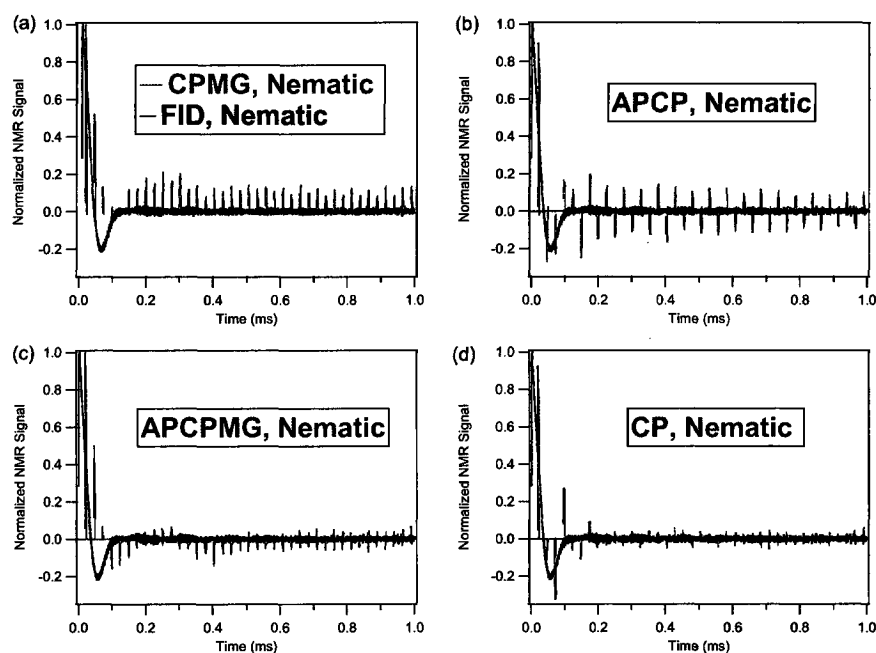 (a)
1.0
0.8
0.6
0.4
0.2
0.0
-0.2
Normalized NMR Signal
CPMG, Nematic
FID, Nematic
0.0 0.2 0.4 0.6 0.8 1.0
Time (ms)
(b)
1.0
0.8
0.6
0.4
0.2
0.0
-0.2
Normalized NMR Signal
APCP, Nematic
0.0 0.2 0.4 0.6 0.8 1.0
Time (ms)
(c)
1.0
0.8
0.6
0.4
0.2
0.0
-0.2
Normalized NMR Signal
APCPMG, Nematic
0.0 0.2 0.4 0.6 0.8 1.0
Time (ms)
(d)
1.0
0.8
0.6
0.4
0.2
0.0
-0.2
Normalized NMR Signal
CP, Nematic
0.0 0.2 0.4 0.6 0.8 1.0
Time (ms)